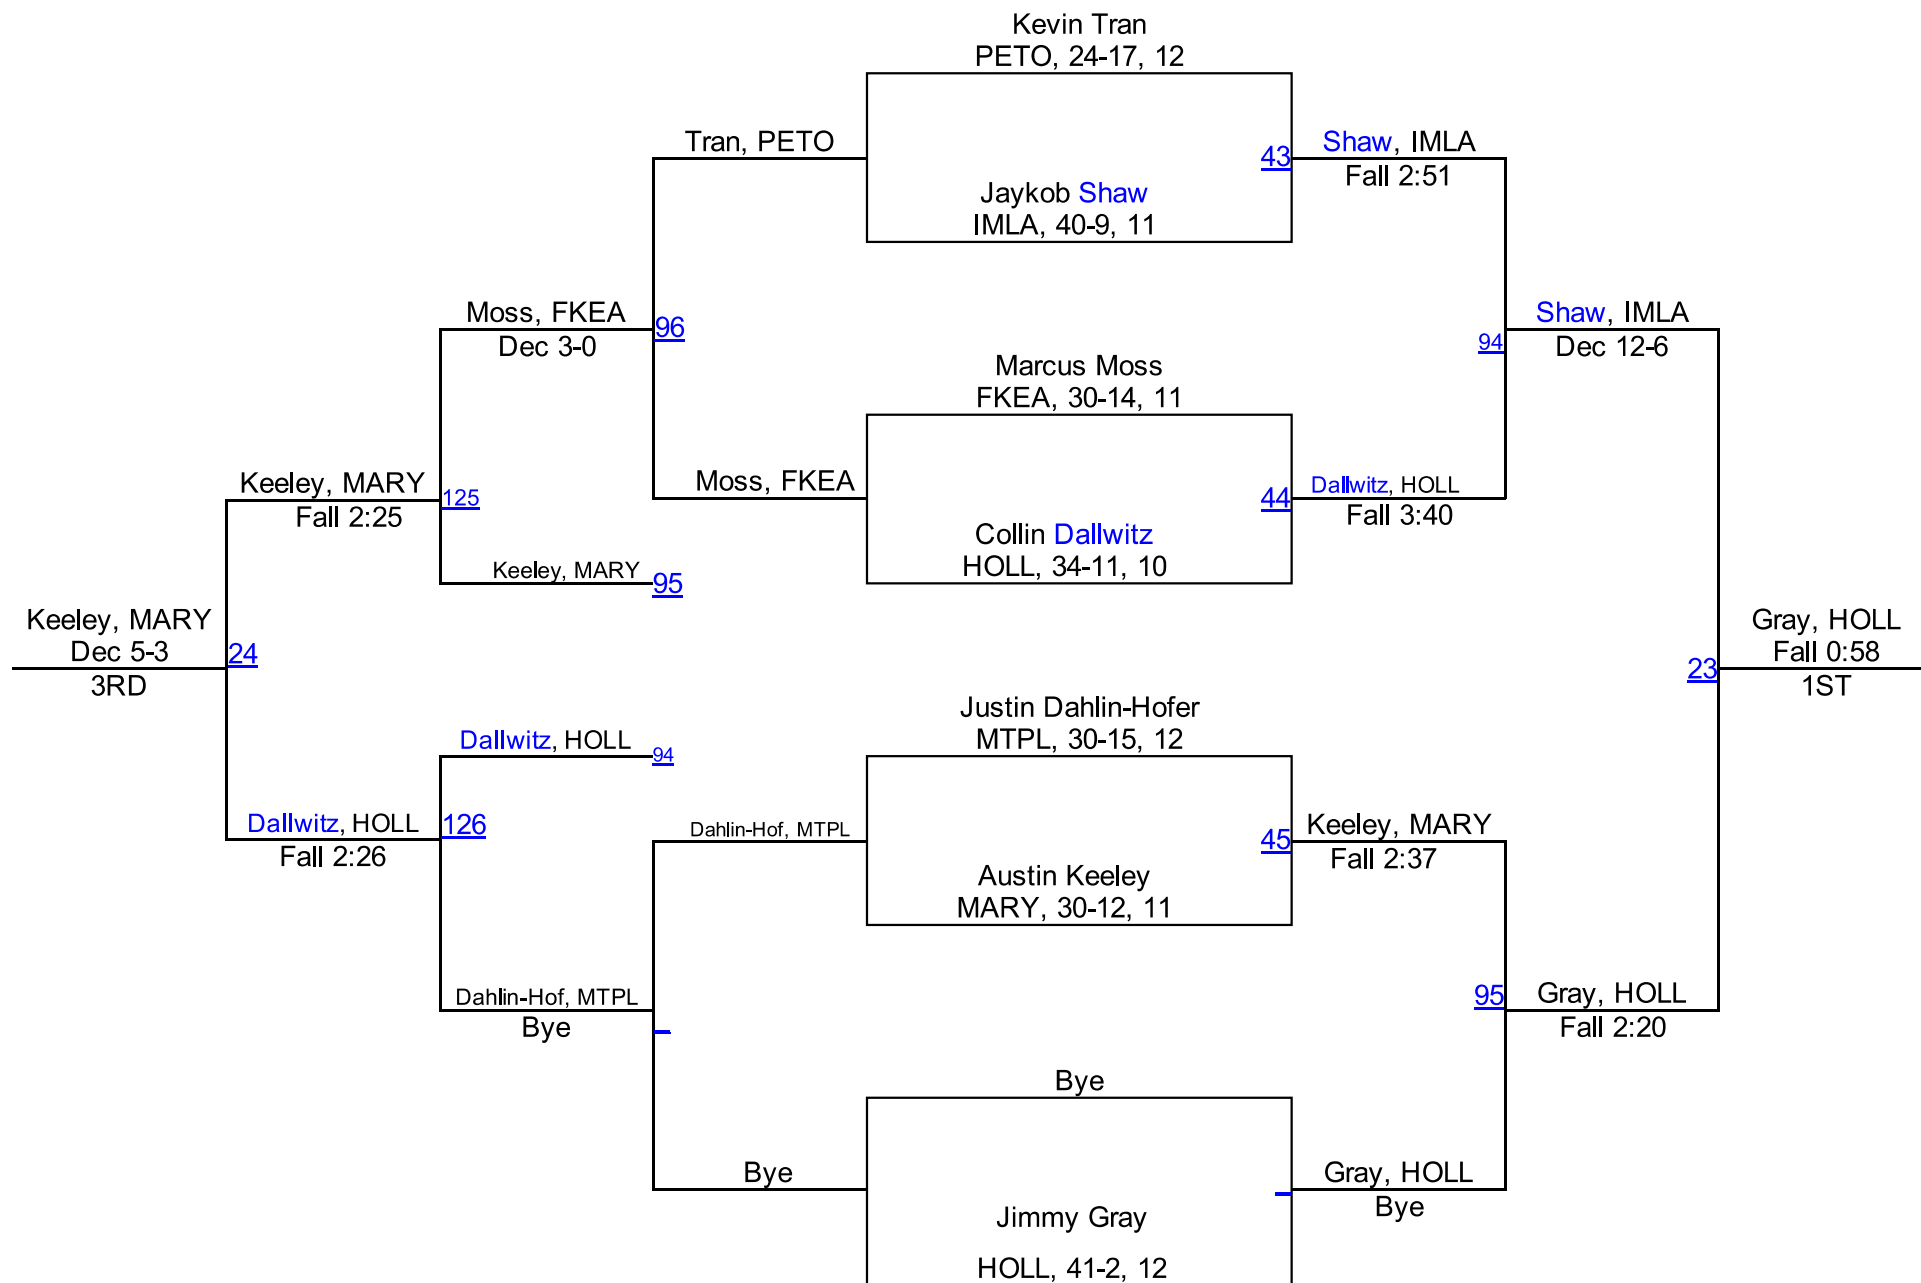 Kevin Tran
PETO, 24-17, 12
Tran, PETO
43
Shaw, IMLA
Fall 2:51
Jaykob Shaw
IMLA, 40-9, 11
Moss, FKEA
Dec 3-0
96
94
Shaw, IMLA
Dec 12-6
Marcus Moss
FKEA, 30-14, 11
Keeley, MARY
Fall 2:25
125
Moss, FKEA
44
Dallwitz, HOLL
Fall 3:40
Collin Dallwitz
HOLL, 34-11, 10
Keeley, MARY
95
Keeley, MARY
Dec 5-3
3RD
24
23
Gray, HOLL
Fall 0:58
1ST
Justin Dahlin-Hofer
MTPL, 30-15, 12
Dallwitz, HOLL
94
Dallwitz, HOLL
Fall 2:26
126
Dahlin-Hof, MTPL
45
Keeley, MARY
Fall 2:37
Austin Keeley
MARY, 30-12, 11
Dahlin-Hof, MTPL
Bye
95
Gray, HOLL
Fall 2:20
Bye
Bye
Gray, HOLL
Bye
Jimmy Gray
HOLL, 41-2, 12